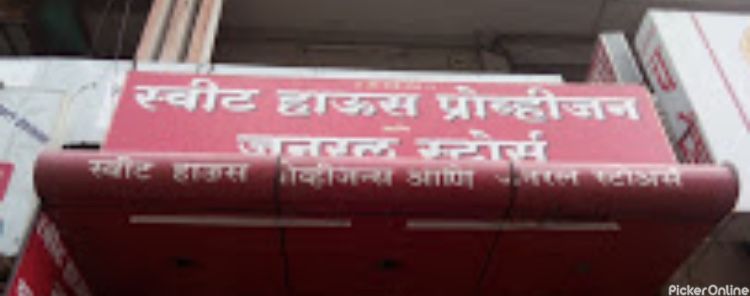 स्वीट हाऊस प्रोव्हीजन
जनरल स्टोर्स
स्वीट हाऊस प्रोव्हीजन्स आणि जनरल स्टोअर्स
PickerOnline